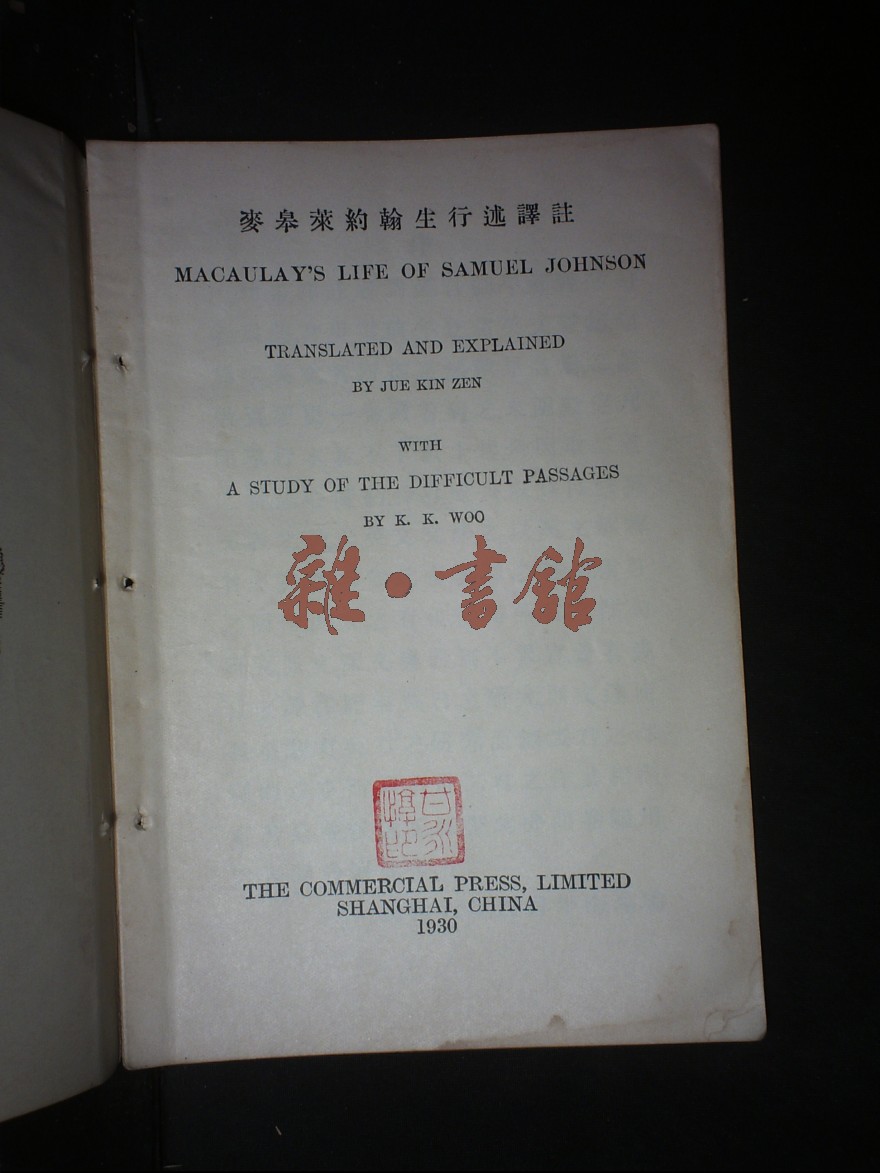 麥皋萊約翰生行述譯註
MACAULAY'S LIFE OF SAMUEL JOHNSON
TRANSLATED AND EXPLAINED
BY JUE KIN ZEN
WITH
A STUDY OF THE DIFFICULT PASSAGES
BY K. K. WOO
雜·書館
THE COMMERCIAL PRESS, LIMITED
SHANGHAI, CHINA
1930